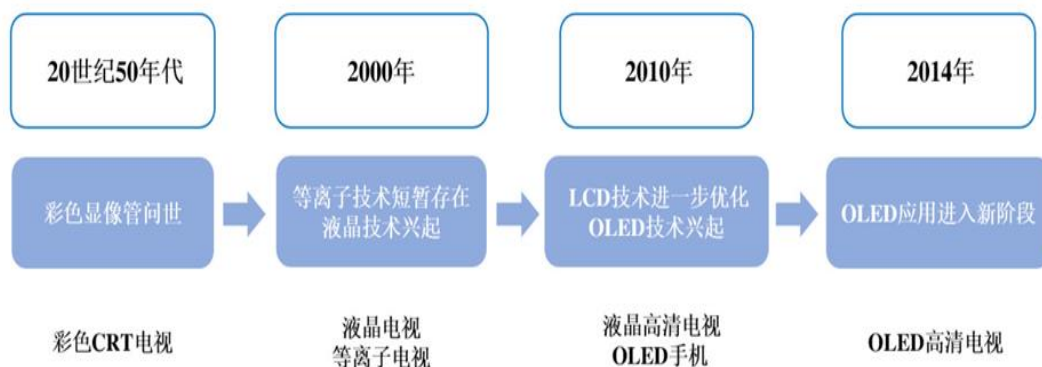 20世纪50年代
2000年
2010年
2014年
彩色显像管问世
等离子技术短暂存在
液晶技术兴起
LCD技术进一步优化
OLED技术兴起
OLED应用进入新阶段
彩色CRT电视
液晶电视
等离子电视
液晶高清电视
OLED手机
OLED高清电视